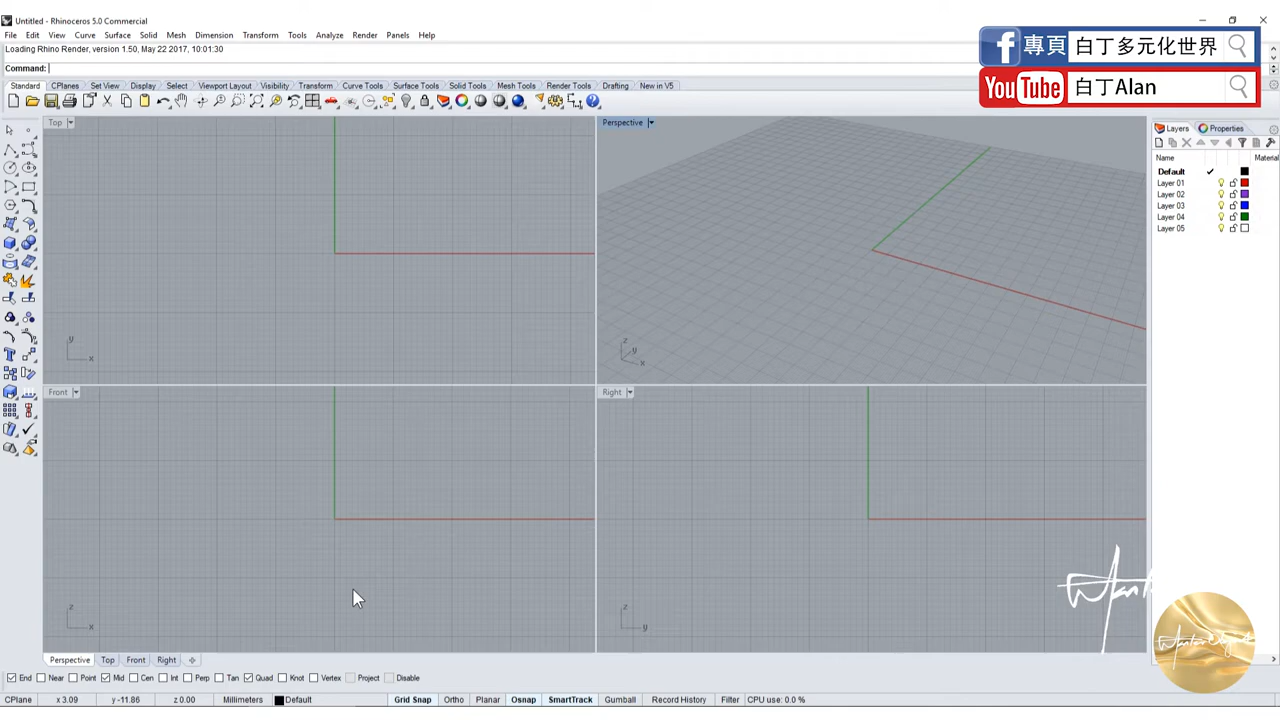 Untitled - Rhinoceros 5.0 Commercial
File Edit View Curve Surface Solid Mesh Dimension Transform Tools Analyze Render Panels Help
Loading Rhino Render, version 1.50, May 22 2017, 10:01:30
Command:
專頁 白丁多元化世界
YouTube 白丁Alan
Standard CPlanes Set View Display Select Viewport Layout Visibility Transform Curve Tools Surface Tools Solid Tools Mesh Tools Render Tools Drafting New in V5
Top
Perspective
Layers Properties
Name Material
Default
Layer 01
Layer 02
Layer 03
Layer 04
Layer 05
y
x
z
y
x
Front
Right
z
x
z
y
Perspective Top Front Right
End Near Point Mid Cen Int Perp Tan Quad Knot Vertex Project Disable
CPlane x 3.09 y -11.86 z 0.00 Millimeters Default Grid Snap Ortho Planar Osnap SmartTrack Gumball Record History Filter CPU use: 0.0 %